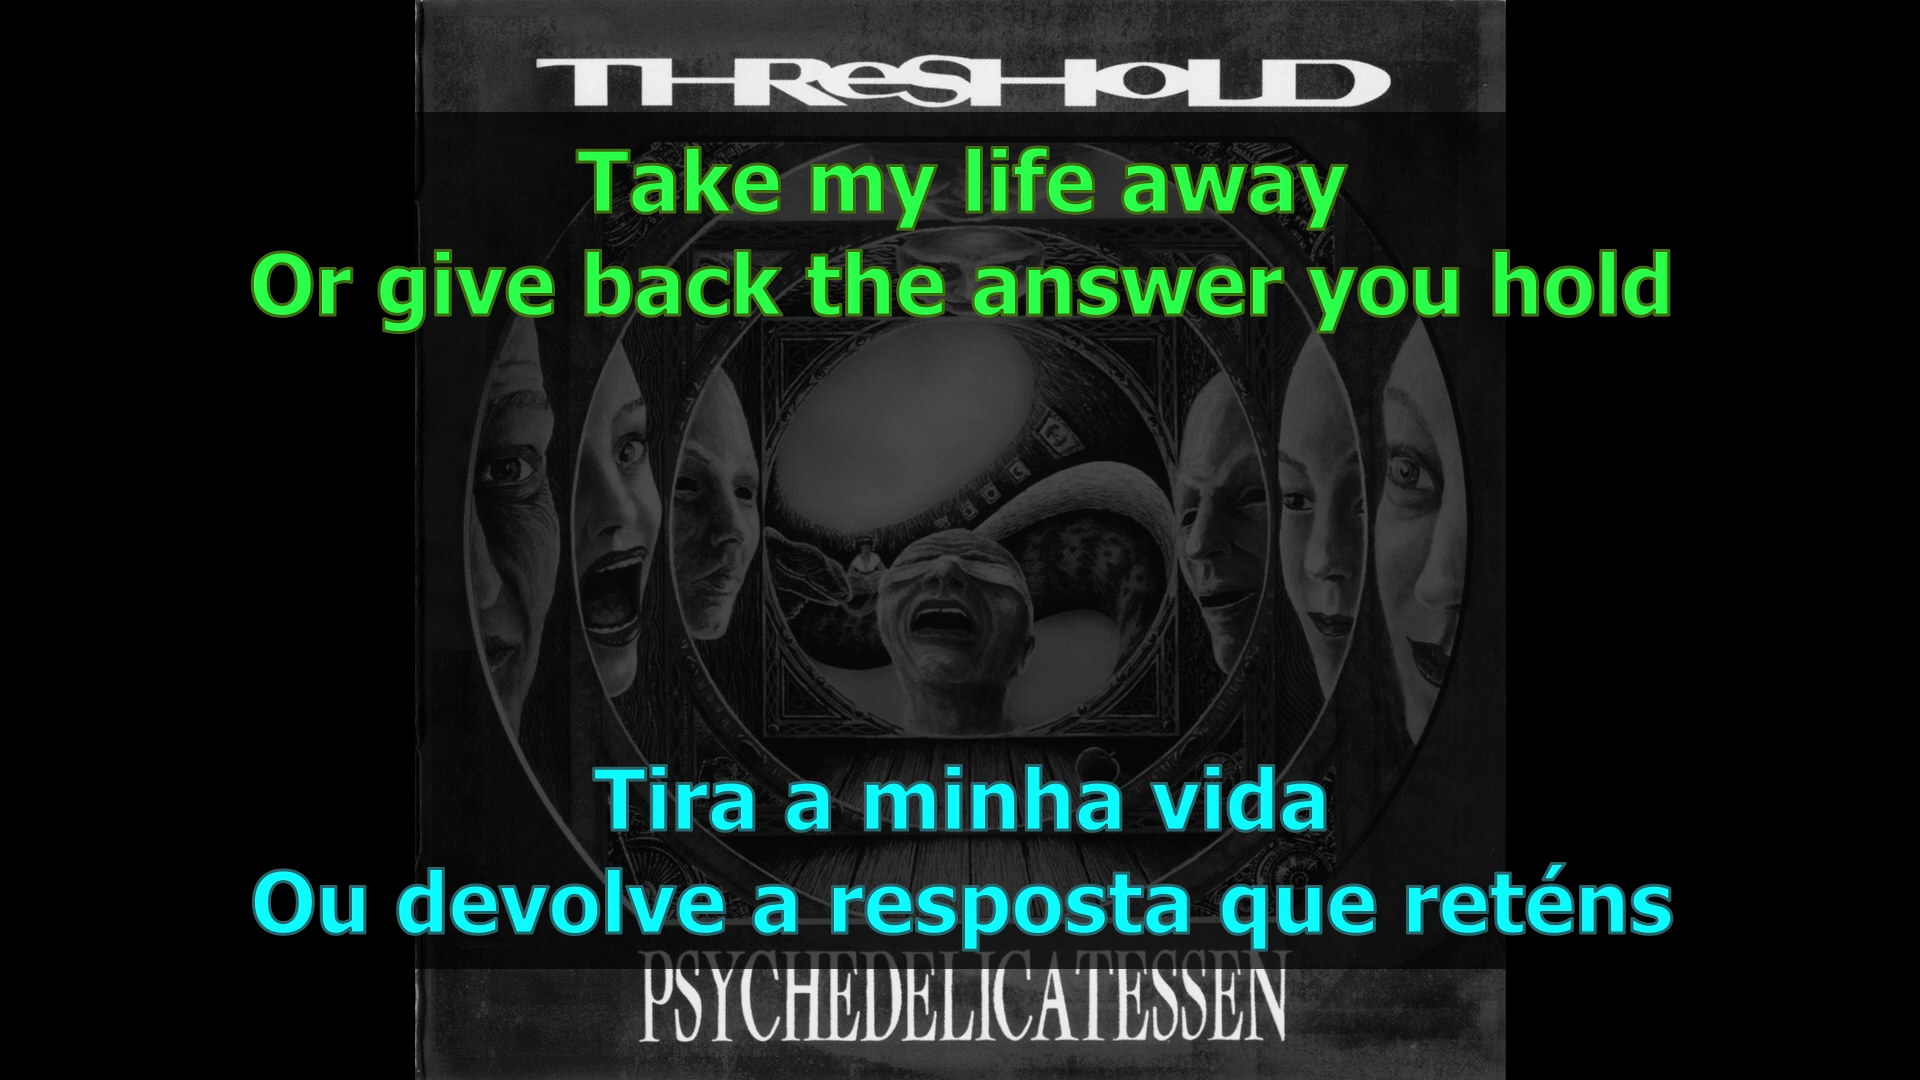 THReSHOLD
Take my life away
Or give back the answer you hold
Tira a minha vida
Ou devolve a resposta que reténs
PSYCHEDELICATESSEN